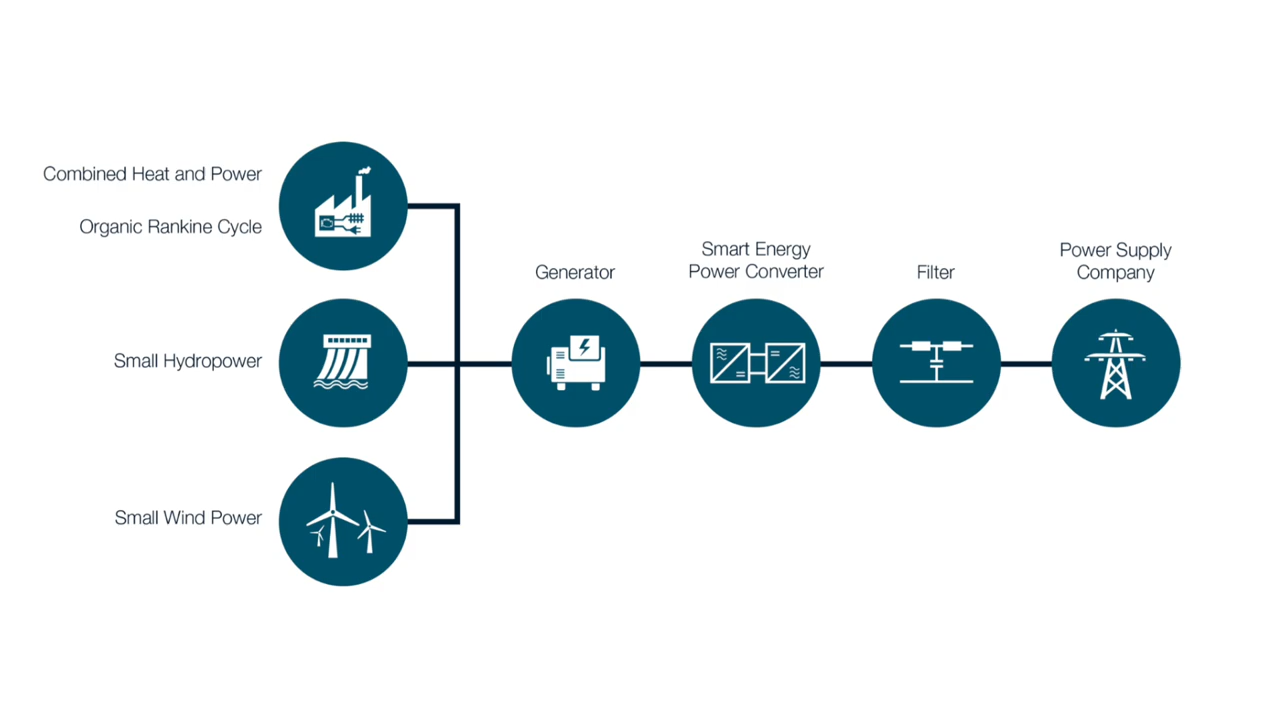 Combined Heat and Power
Organic Rankine Cycle
Small Hydropower
Small Wind Power
Generator
Smart Energy
Power Converter
Filter
Power Supply
Company